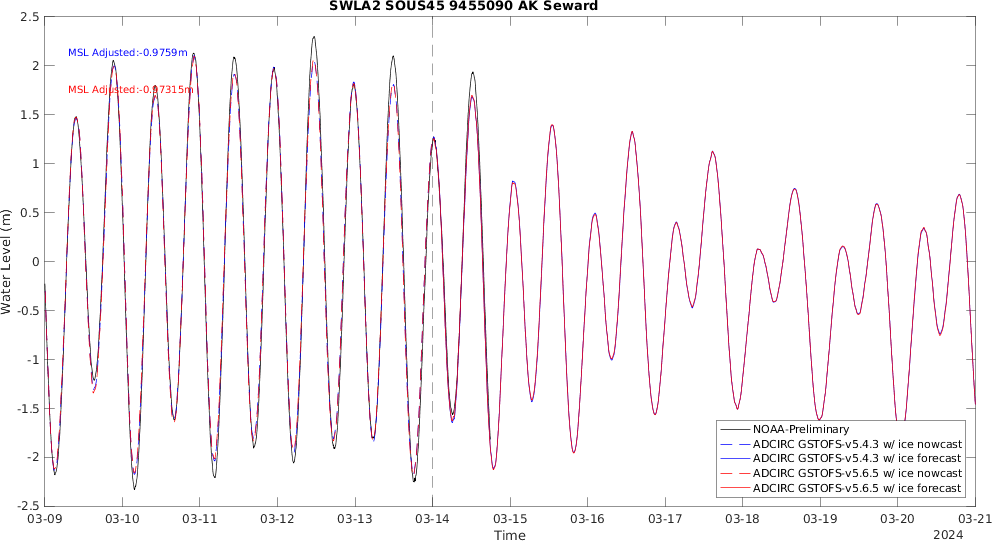 SWLA2 SOUS45 9455090 AK Seward
2.5
2
1.5
1
0.5
0
-0.5
-1
-1.5
-2
-2.5
Water Level (m)
MSL Adjusted:-0.9759m
MSL Adjusted:-0.97315m
NOAA-Preliminary
ADCIRC GSTOFS-v5.4.3 w/ ice nowcast
ADCIRC GSTOFS-v5.4.3 w/ ice forecast
ADCIRC GSTOFS-v5.6.5 w/ ice nowcast
ADCIRC GSTOFS-v5.6.5 w/ ice forecast
03-09 03-10 03-11 03-12 03-13 03-14 03-15 03-16 03-17 03-18 03-19 03-20 03-21
Time
2024